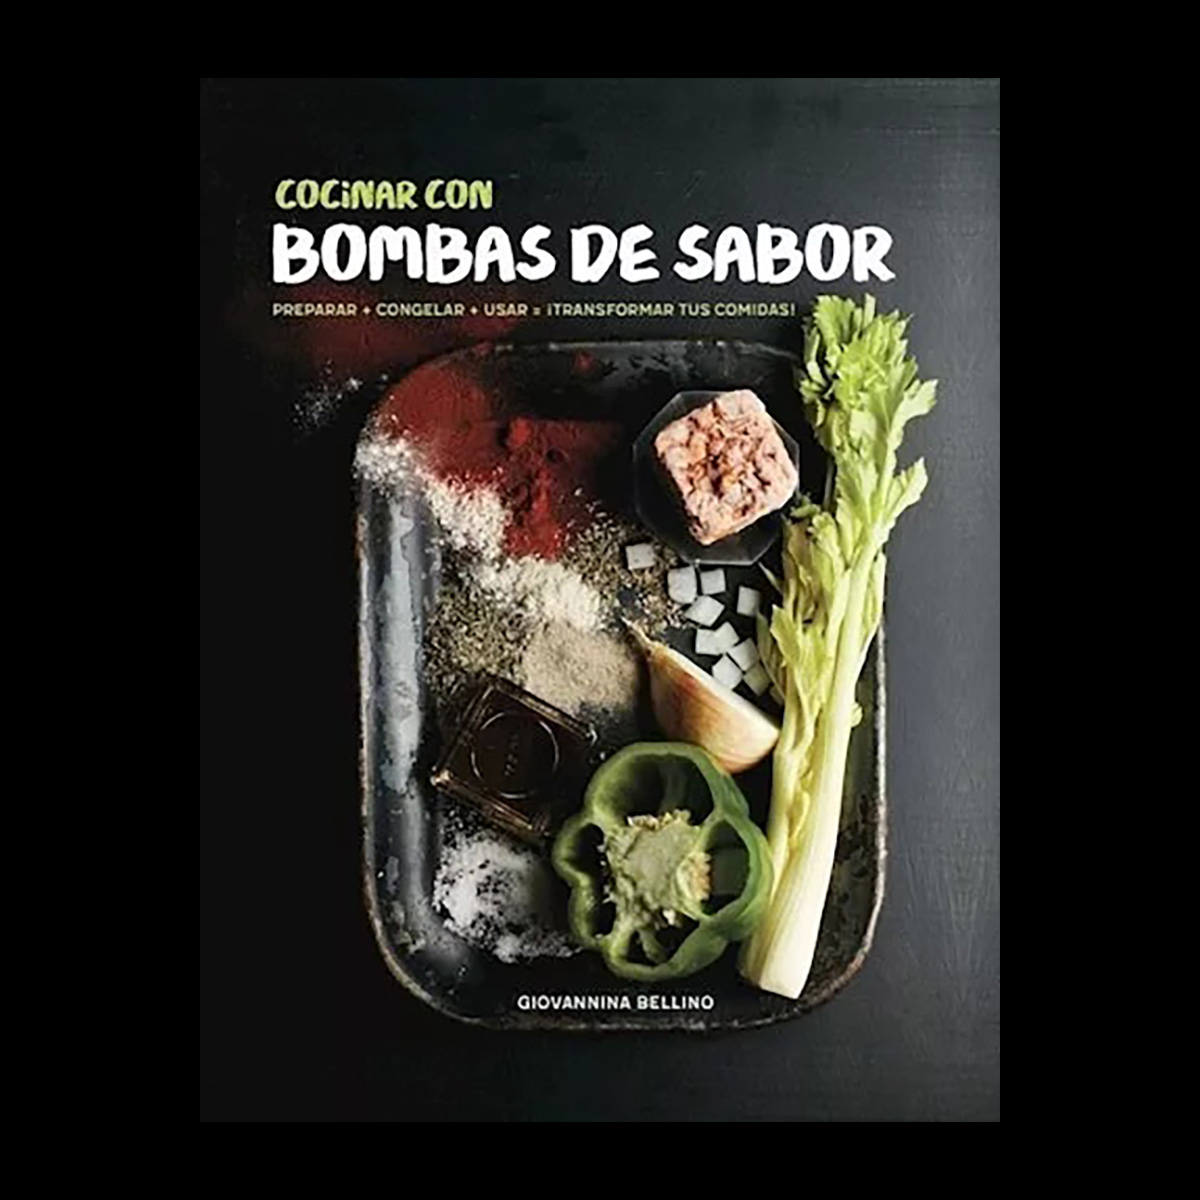 COCINAR CON
BOMBAS DE SABOR
PREPARAR + CONGELAR + USAR = ¡TRANSFORMAR TUS COMIDAS!
GIOVANNINA BELLINO